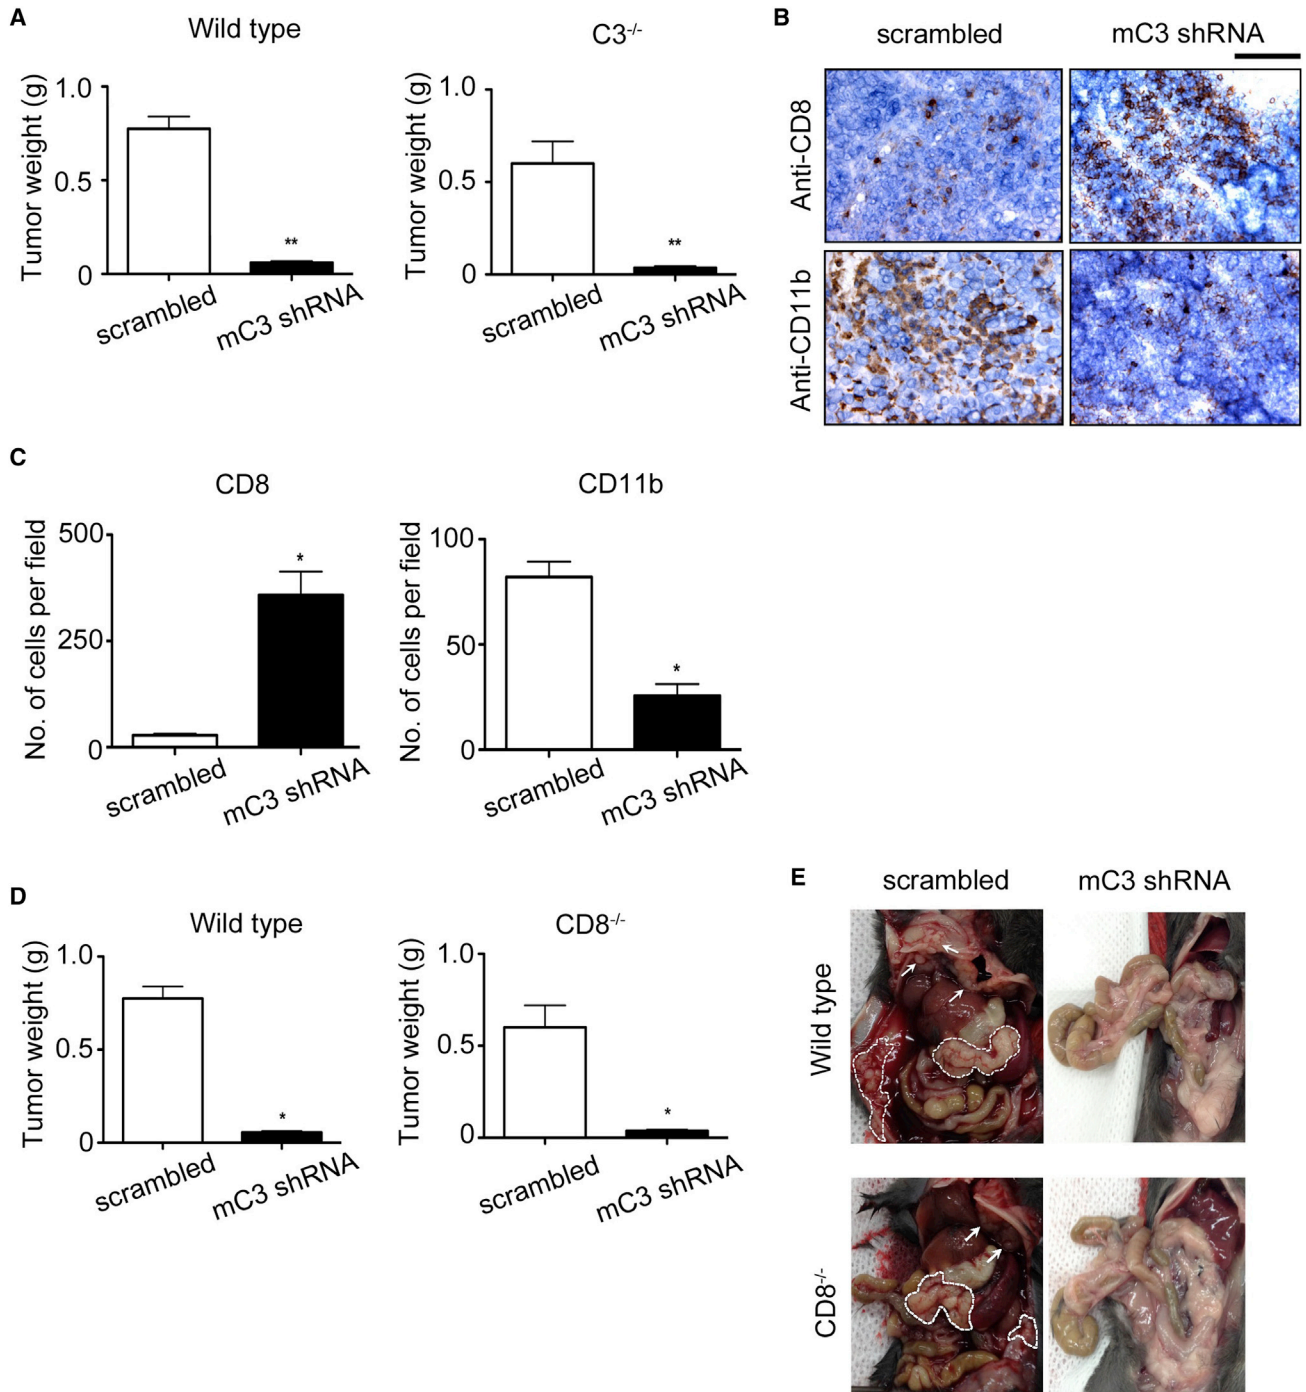 A
Wild type
Tumor weight (g)
1.0
0.5
0
**
scrambled
mC3 shRNA
C3-/-
Tumor weight (g)
1.0
0.5
0
**
scrambled
mC3 shRNA
B
scrambled
mC3 shRNA
Anti-CD8
Anti-CD11b
C
CD8
No. of cells per field
500
250
0
*
scrambled
mC3 shRNA
CD11b
No. of cells per field
100
50
0
*
scrambled
mC3 shRNA
D
Wild type
Tumor weight (g)
1.0
0.5
0
*
scrambled
mC3 shRNA
CD8-/-
Tumor weight (g)
1.0
0.5
0
*
scrambled
mC3 shRNA
E
scrambled
mC3 shRNA
Wild type
CD8-/-